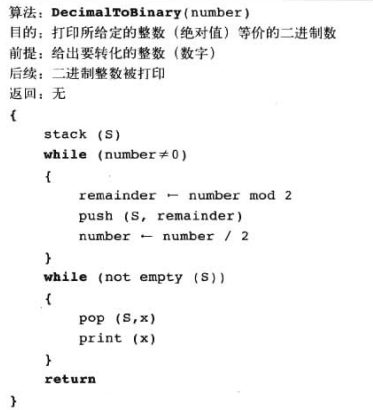 算法：DecimalToBinary(number)
目的：打印所给定的整数（绝对值）等价的二进制数
前提：给出要转化的整数（数字）
后续：二进制整数被打印
返回：无
{
stack (S)
while (number≠0)
{
remainder ← number mod 2
push (S, remainder)
number ← number / 2
}
while (not empty (S))
{
pop (S,x)
print (x)
}
return
}